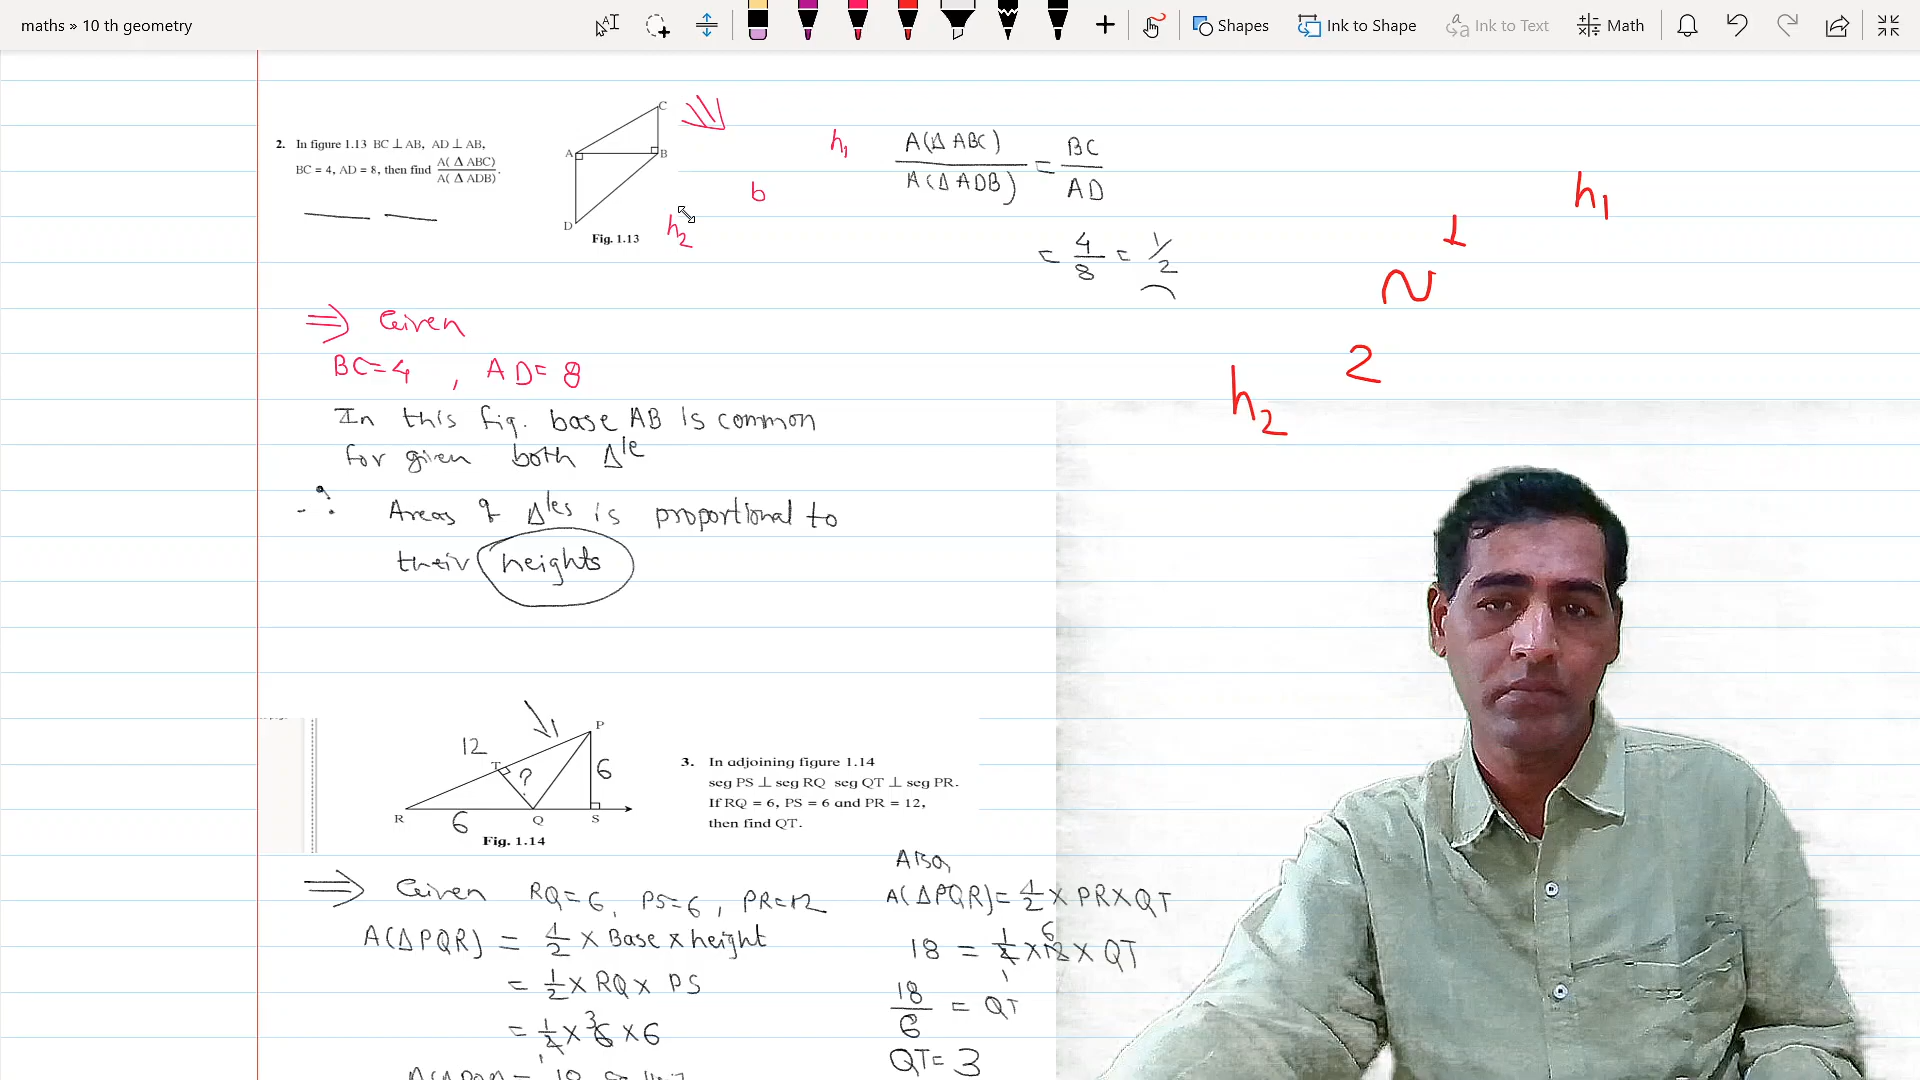 maths » 10 th geometry
Shapes
Ink to Shape
Ink to Text
Math
2. In figure 1.13 BC ⊥ AB, AD ⊥ AB,
BC = 4, AD = 8, then find A( Δ ABC) / A( Δ ADB) .
C
A
B
D
Fig. 1.13
h1
b
h2
A(Δ ABC) / A(Δ ADB) = BC / AD
= 4/8 = 1/2
h1
1
2
h2
⇒ Given
BC=4 , AD=8
In this fig. base AB is common
for given both Δle
∴ Areas of Δles is proportional to
their heights
12
P
T
?
6
R
6
Q
S
Fig. 1.14
3. In adjoining figure 1.14
seg PS ⊥ seg RQ seg QT ⊥ seg PR.
If RQ = 6, PS = 6 and PR = 12,
then find QT.
⇒ Given RQ=6, PS=6, PR=12
A(ΔPQR) = 1/2 × Base × height
= 1/2 × RQ × PS
= 1/2 × 6 3 × 6
Also,
A(ΔPQR) = 1/2 × PR × QT
18 = 1/2 × 12 6 × QT
18/6 = QT
QT = 3